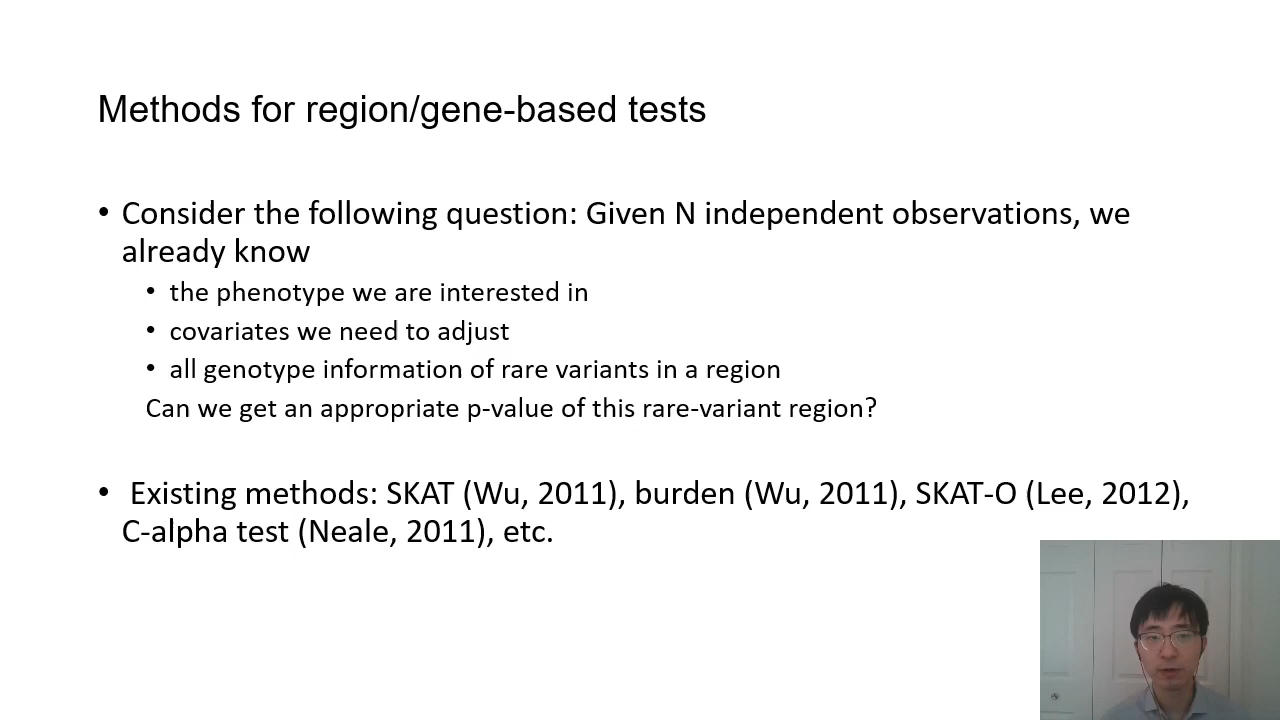 Methods for region/gene-based tests
• Consider the following question: Given N independent observations, we
already know
• the phenotype we are interested in
• covariates we need to adjust
• all genotype information of rare variants in a region
Can we get an appropriate p-value of this rare-variant region?
• Existing methods: SKAT (Wu, 2011), burden (Wu, 2011), SKAT-O (Lee, 2012),
C-alpha test (Neale, 2011), etc.